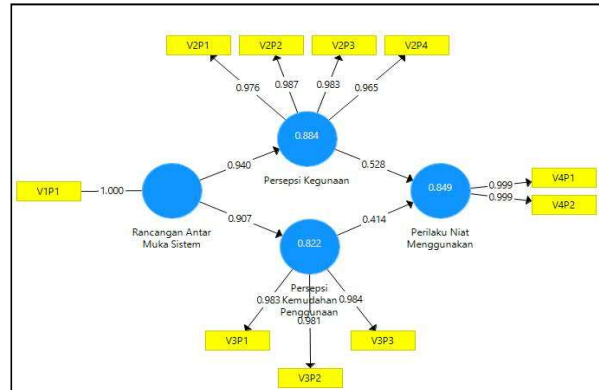 V2P1 V2P2 V2P3 V2P4
0.976 0.987 0.983 0.965
0.884
Persepsi Kegunaan
0.940 0.528
V1P1 1.000
Rancangan Antar
Muka Sistem
0.849
Perilaku Niat
Menggunakan
0.999 V4P1
0.999 V4P2
0.907 0.414
0.822
Persepsi
Kemudahan
Penggunaan
0.983 0.981 0.984
V3P1 V3P2 V3P3